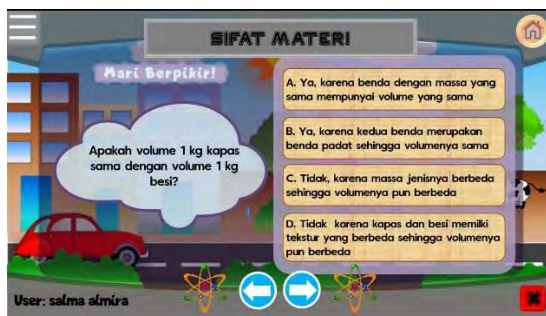 SIFAT MATERI
Mari Berpikir!
Apakah volume 1 kg kapas
sama dengan volume 1 kg
besi?
A. Ya, karena benda dengan massa yang
sama mempunyai volume yang sama
B. Ya, karena kedua benda merupakan
benda padat sehingga volumenya sama
C. Tidak, karena massa jenisnya berbeda
sehingga volumenya pun berbeda
D. Tidak karena kapas dan besi memilki
tekstur yang berbeda sehingga volumenya
pun berbeda
User: salma almira